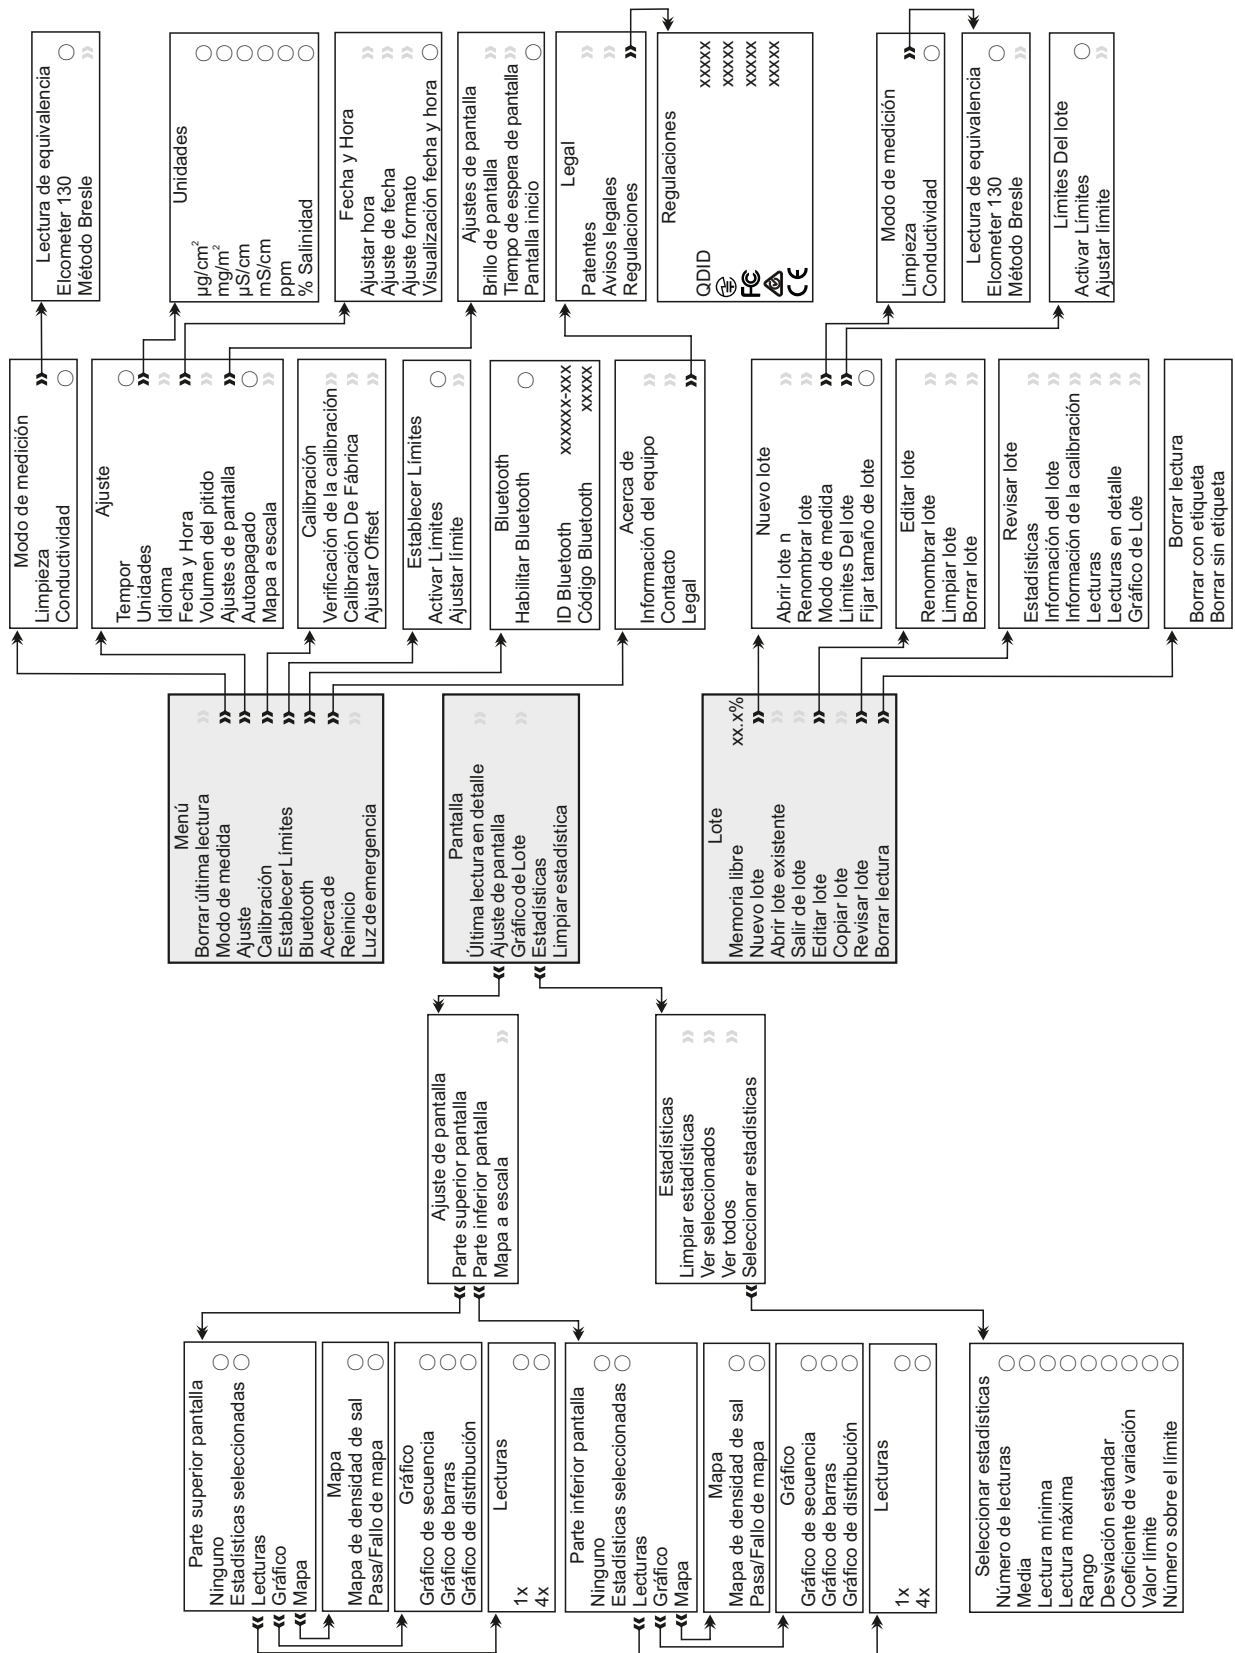 Parte superior pantalla
Ninguno
Estadísticas seleccionadas
Lecturas
Gráfico
Mapa
Mapa
Mapa de densidad de sal
Pasa/Fallo de mapa
Gráfico
Gráfico de secuencia
Gráfico de barras
Gráfico de distribución
Lecturas
1x
4x
Parte inferior pantalla
Ninguno
Estadísticas seleccionadas
Lecturas
Gráfico
Mapa
Mapa
Mapa de densidad de sal
Pasa/Fallo de mapa
Gráfico
Gráfico de secuencia
Gráfico de barras
Gráfico de distribución
Lecturas
1x
4x
Seleccionar estadísticas
Número de lecturas
Media
Lectura mínima
Lectura máxima
Rango
Desviación estándar
Coeficiente de variación
Valor límite
Número sobre el límite
Ajuste de pantalla
Parte superior pantalla
Parte inferior pantalla
Mapa a escala
Estadísticas
Limpiar estadísticas
Ver seleccionados
Ver todos
Seleccionar estadísticas
Menú
Borrar última lectura
Modo de medida
Ajuste
Calibración
Establecer Límites
Bluetooth
Acerca de
Reinicio
Luz de emergencia
Pantalla
Última lectura en detalle
Ajuste de pantalla
Gráfico de Lote
Estadísticas
Limpiar estadística
Lote
Memoria libre xx.x%
Nuevo lote
Abrir lote existente
Salir de lote
Editar lote
Copiar lote
Revisar lote
Borrar lectura
Modo de medición
Limpieza
Conductividad
Ajuste
Tempor
Unidades
Idioma
Fecha y Hora
Volumen del pitido
Ajustes de pantalla
Autoapagado
Mapa a escala
Calibración
Verificación de la calibración
Calibración De Fábrica
Ajustar Offset
Establecer Límites
Activar Límites
Ajustar límite
Bluetooth
Habilitar Bluetooth
ID Bluetooth xxxxxx-xxx
Código Bluetooth xxxxx
Acerca de
Información del equipo
Contacto
Legal
Nuevo lote
Abrir lote n
Renombrar lote
Modo de medida
Límites Del lote
Fijar tamaño de lote
Editar lote
Renombrar lote
Limpiar lote
Borrar lote
Revisar lote
Estadísticas
Información del lote
Información de la calibración
Lecturas
Lecturas en detalle
Gráfico de Lote
Borrar lectura
Borrar con etiqueta
Borrar sin etiqueta
Lectura de equivalencia
Elcometer 130
Método Bresle
Unidades
µg/cm²
mg/m²
µS/cm
mS/cm
ppm
% Salinidad
Fecha y Hora
Ajustar hora
Ajuste de fecha
Ajuste formato
Visualización fecha y hora
Ajustes de pantalla
Brillo de pantalla
Tiempo de espera de pantalla
Pantalla inicio
Legal
Patentes
Avisos legales
Regulaciones
Regulaciones
QDID xxxxx
xxxxx
FC xxxxx
xxxxx
CE
Modo de medición
Limpieza
Conductividad
Lectura de equivalencia
Elcometer 130
Método Bresle
Límites Del lote
Activar Límites
Ajustar límite